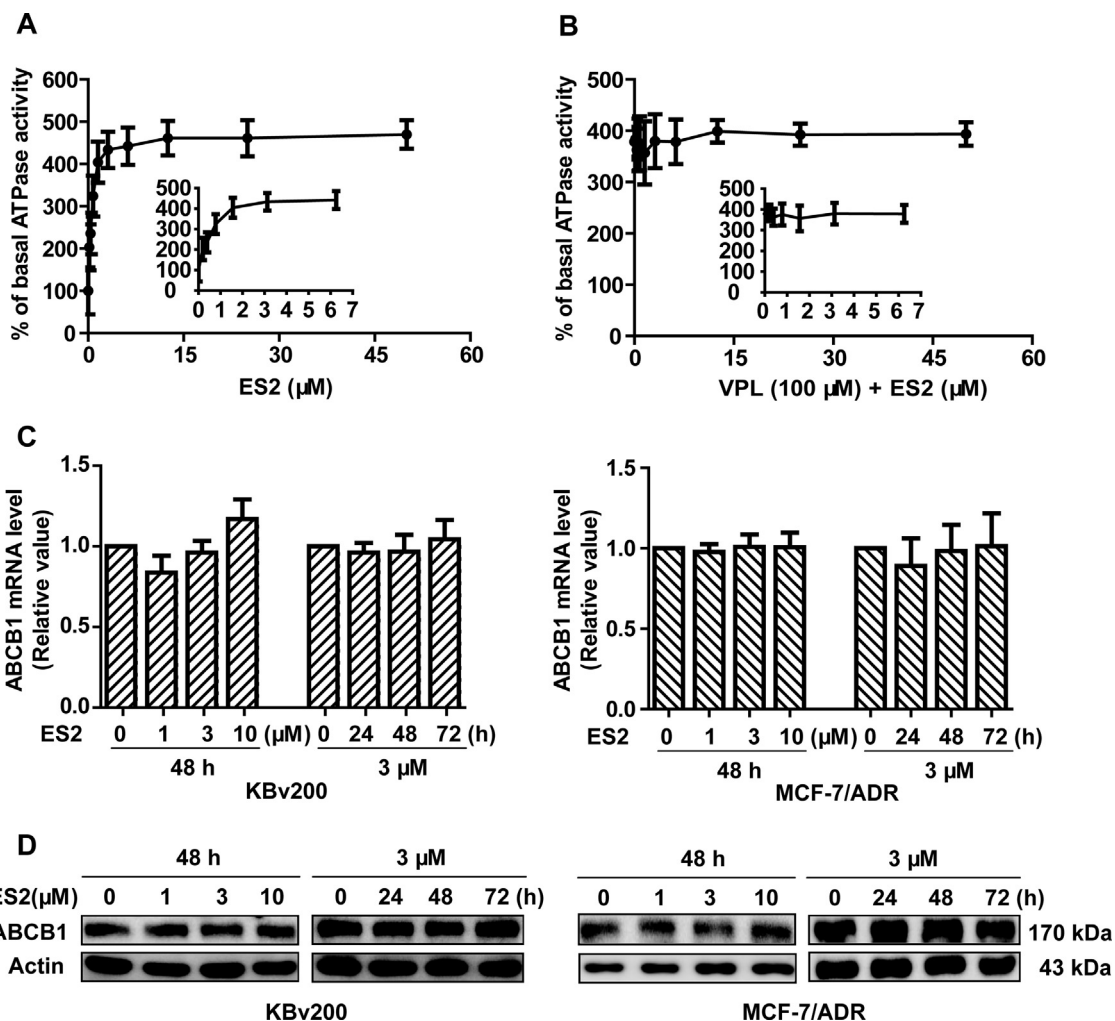 A
% of basal ATPase activity
600
500
400
300
200
100
0
0 15 30 45 60
ES2 (µM)
500
400
300
200
100
0
0 1 2 3 4 5 6 7
B
% of basal ATPase activity
500
400
300
200
100
0
0 15 30 45 60
VPL (100 µM) + ES2 (µM)
500
400
300
200
100
0
0 1 2 3 4 5 6 7
C
ABCB1 mRNA level
(Relative value)
1.5
1.0
0.5
0.0
ES2 0 1 3 10 (µM) 0 24 48 72 (h)
48 h 3 µM
KBv200
ABCB1 mRNA level
(Relative value)
1.5
1.0
0.5
0.0
ES2 0 1 3 10 (µM) 0 24 48 72 (h)
48 h 3 µM
MCF-7/ADR
D
48 h 3 µM 48 h 3 µM
ES2(µM) 0 1 3 10 0 24 48 72 (h) 0 1 3 10 0 24 48 72 (h)
ABCB1 170 kDa
Actin 43 kDa
KBv200 MCF-7/ADR